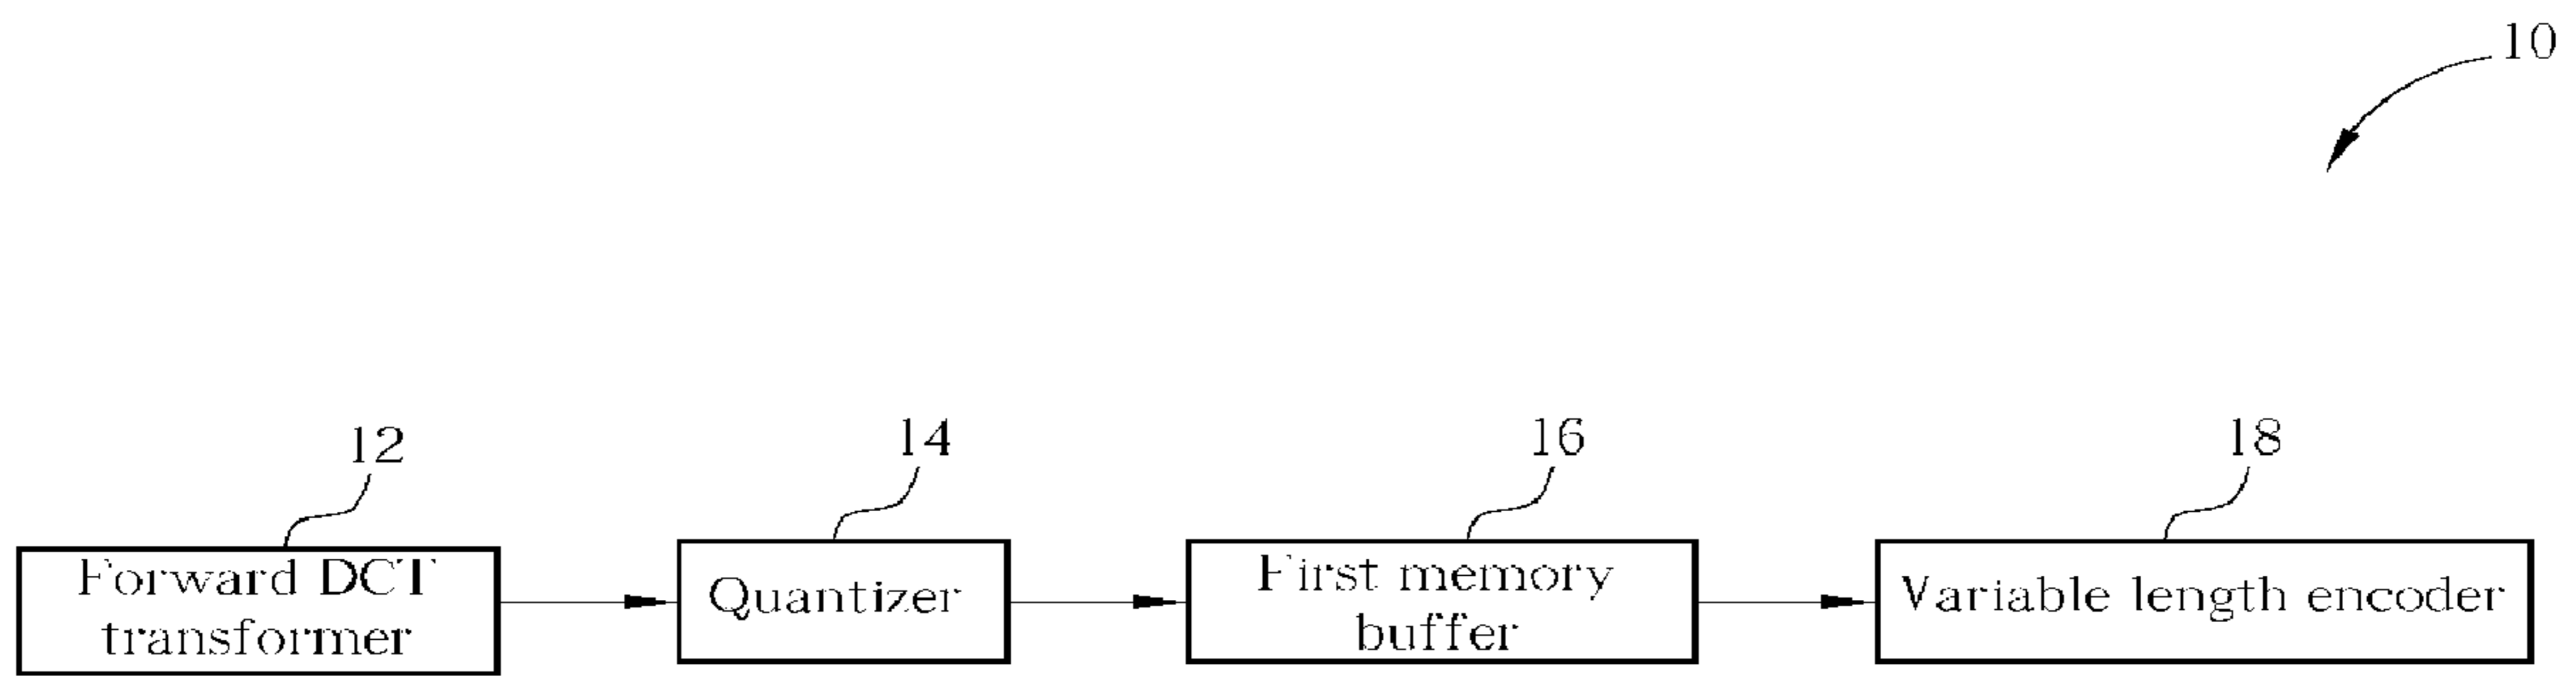 10
12
14
16
18
Forward DCT
transformer
Quantizer
First memory
buffer
Variable length encoder